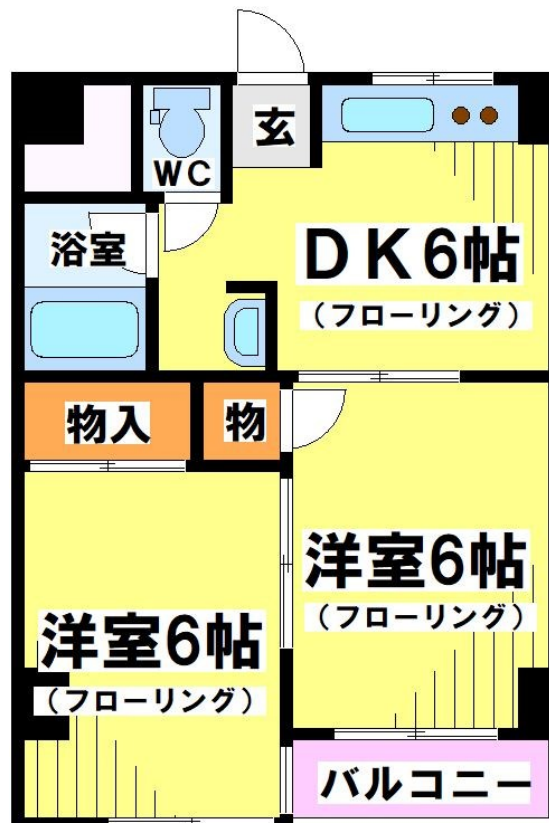 玄
WC
浴室
DK6帖
(フローリング)
物入
物
洋室6帖
(フローリング)
洋室6帖
(フローリング)
バルコニー